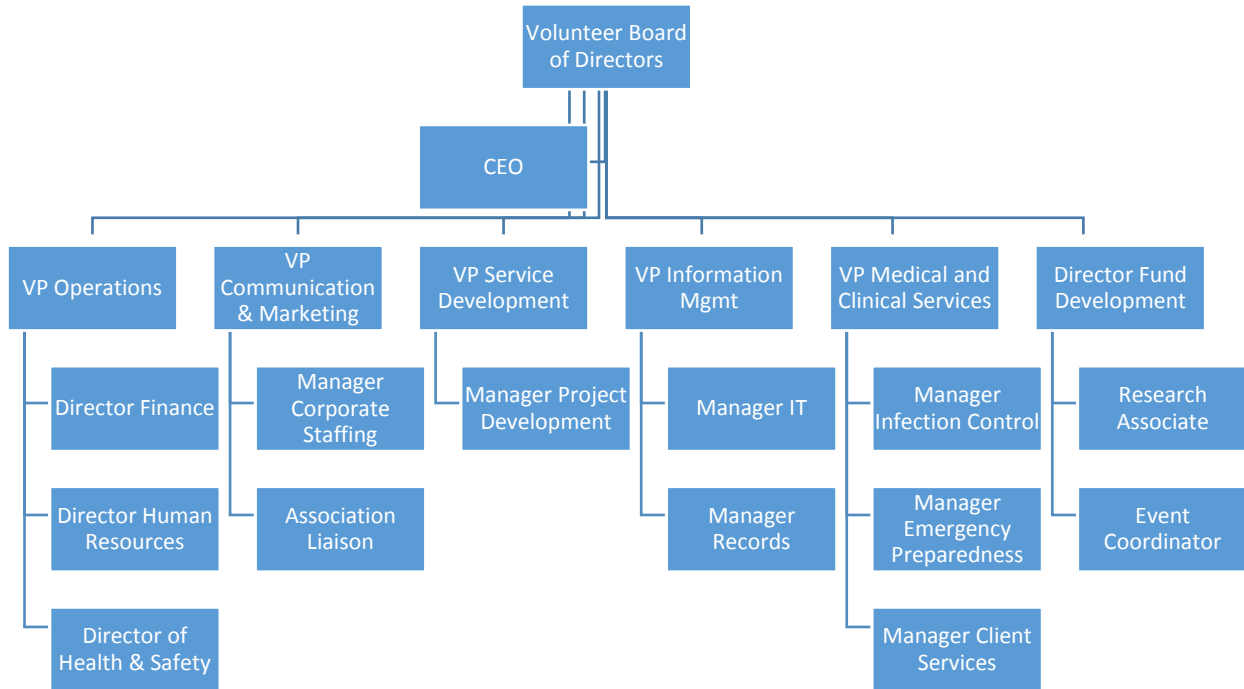 Volunteer Board
of Directors
CEO
VP Operations
VP
Communication
& Marketing
VP Service
Development
VP Information
Mgmt
VP Medical and
Clinical Services
Director Fund
Development
Director Finance
Manager
Corporate
Staffing
Manager Project
Development
Manager IT
Manager
Infection Control
Research
Associate
Director Human
Resources
Association
Liaison
Manager
Records
Manager
Emergency
Preparedness
Event
Coordinator
Director of
Health & Safety
Manager Client
Services